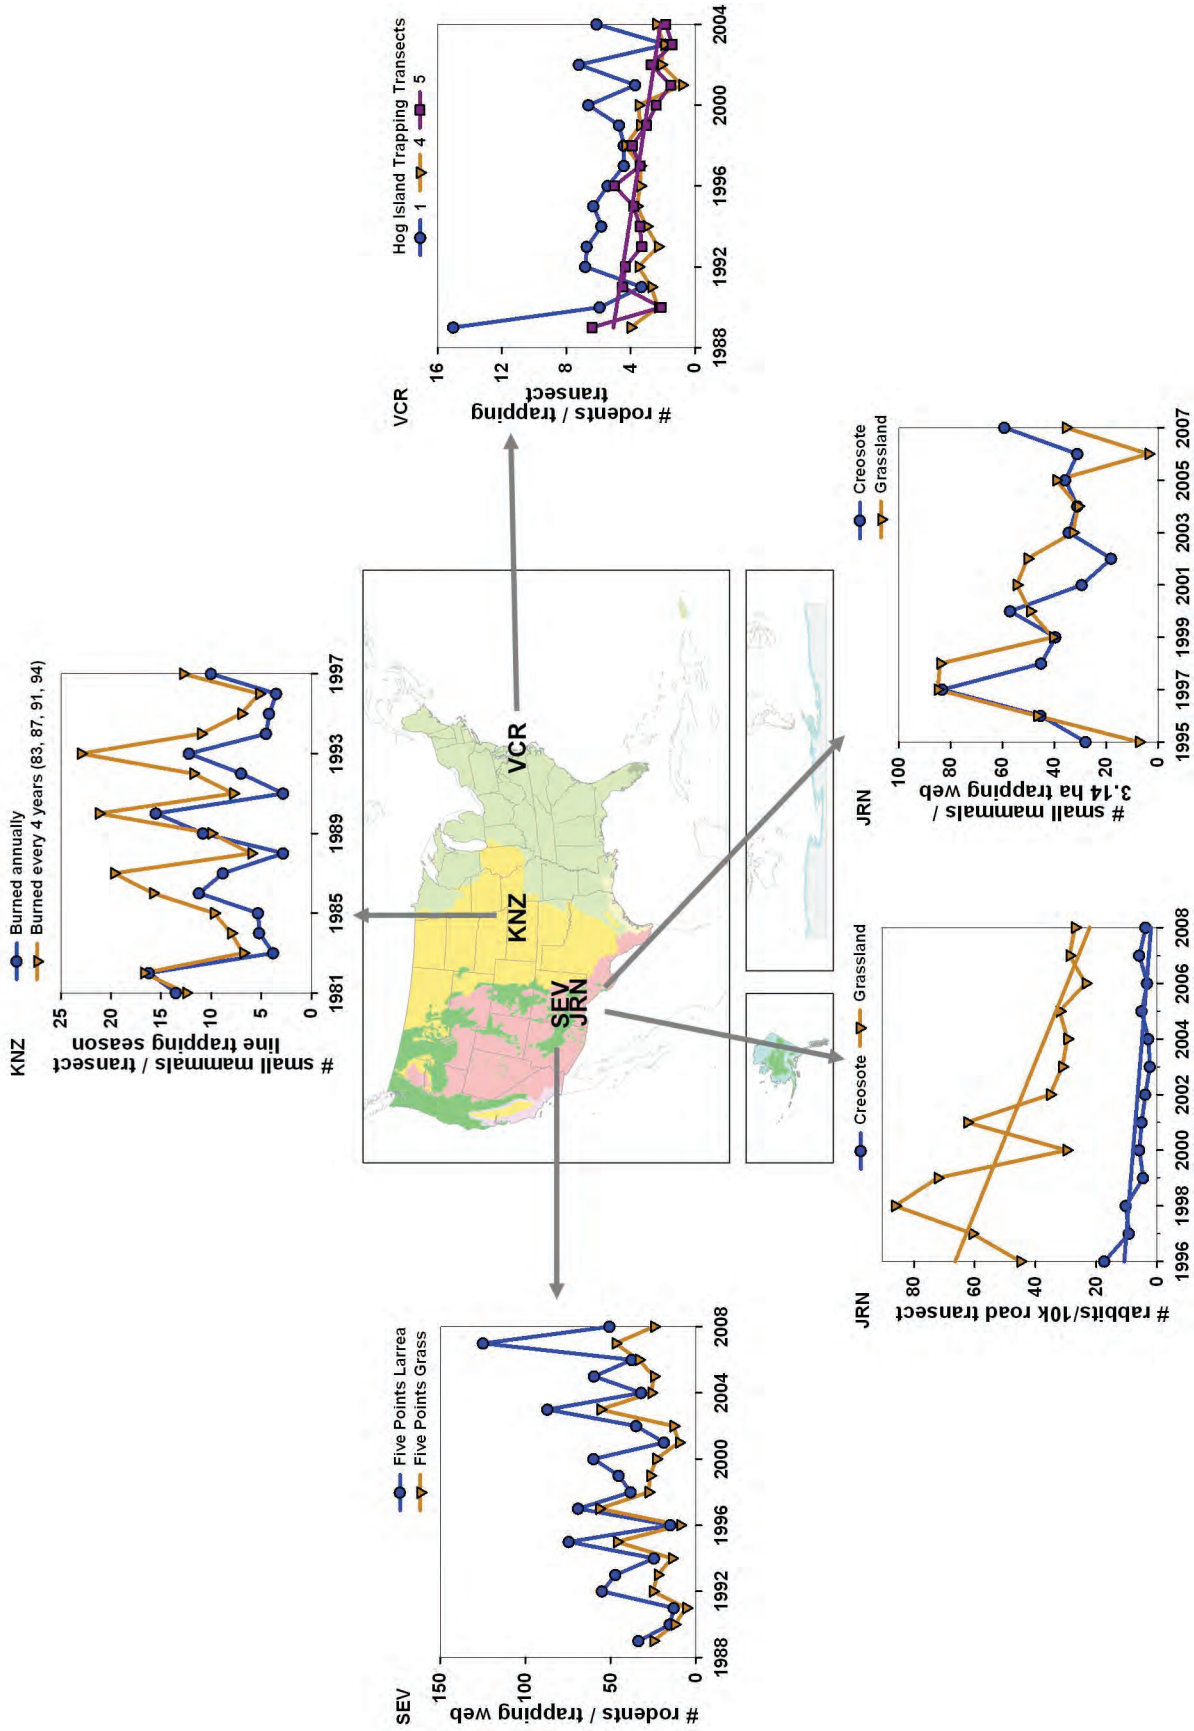 KNZ
Burned annually
Burned every 4 years (83, 87, 91, 94)
# small mammals / transect
line trapping season
25
20
15
10
5
0
1981
1985
1989
1993
1997
VCR
Hog Island Trapping Transects
1 4 5
# rodents / trapping
transect
16
12
8
4
0
1988
1992
1996
2000
2004
SEV
Five Points Larrea
Five Points Grass
# rodents / trapping web
150
100
50
0
1988
1992
1996
2000
2004
2008
SEV
JRN
KNZ
VCR
JRN
Creosote Grassland
# rabbits/10k road transect
80
60
40
20
0
1996
1998
2000
2002
2004
2006
2008
JRN
Creosote
Grassland
# small mammals /
3.14 ha trapping web
100
80
60
40
20
0
1995
1997
1999
2001
2003
2005
2007